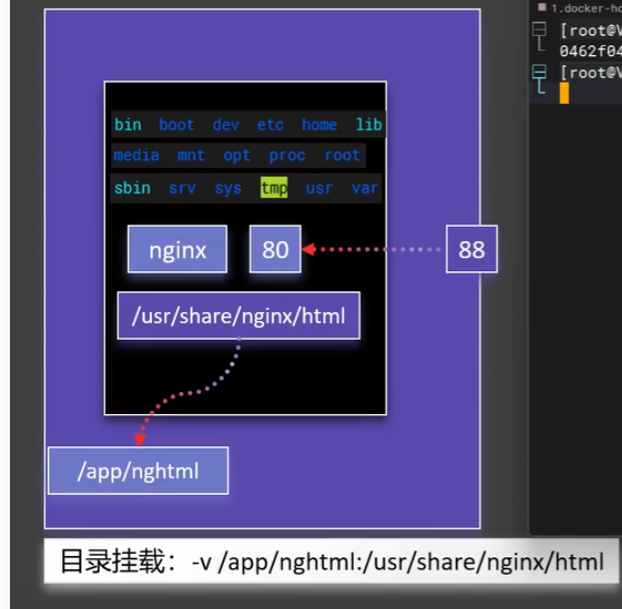 1.docker-ho
[root@V
0462f04
[root@V
bin boot dev etc home lib
media mnt opt proc root
sbin srv sys tmp usr var
nginx 80 88
/usr/share/nginx/html
/app/nghtml
目录挂载：-v /app/nghtml:/usr/share/nginx/html